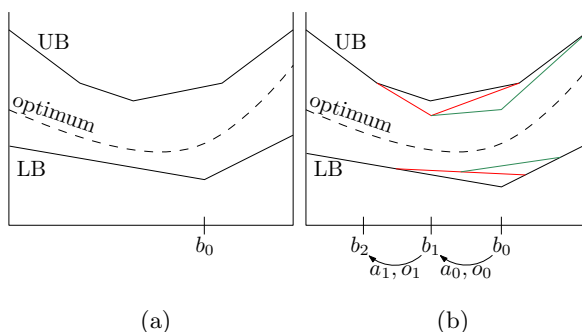 UB
optimum
LB
b₀
(a)
UB
optimum
LB
b₂ b₁ b₀
a₁, o₁ a₀, o₀
(b)